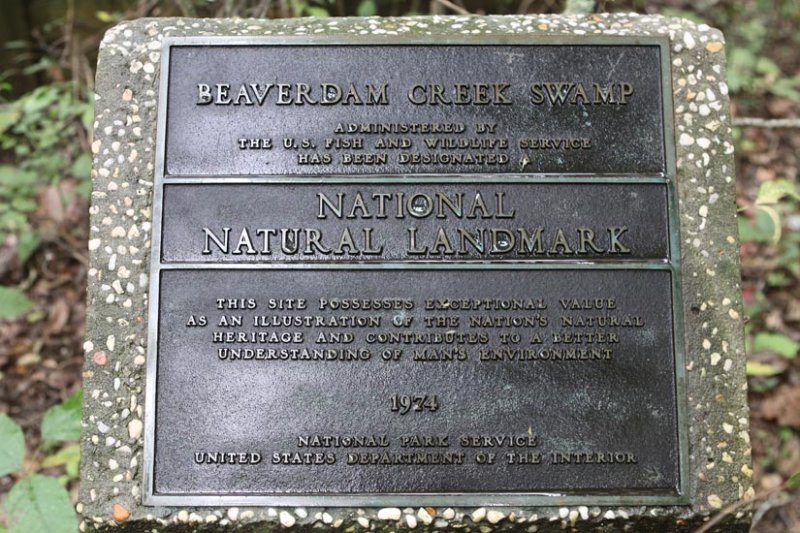 BEAVERDAM CREEK SWAMP
ADMINISTERED BY
THE U.S. FISH AND WILDLIFE SERVICE
HAS BEEN DESIGNATED A
NATIONAL
NATURAL LANDMARK
THIS SITE POSSESSES EXCEPTIONAL VALUE
AS AN ILLUSTRATION OF THE NATION'S NATURAL
HERITAGE AND CONTRIBUTES TO A BETTER
UNDERSTANDING OF MAN'S ENVIRONMENT
1974
NATIONAL PARK SERVICE
UNITED STATES DEPARTMENT OF THE INTERIOR